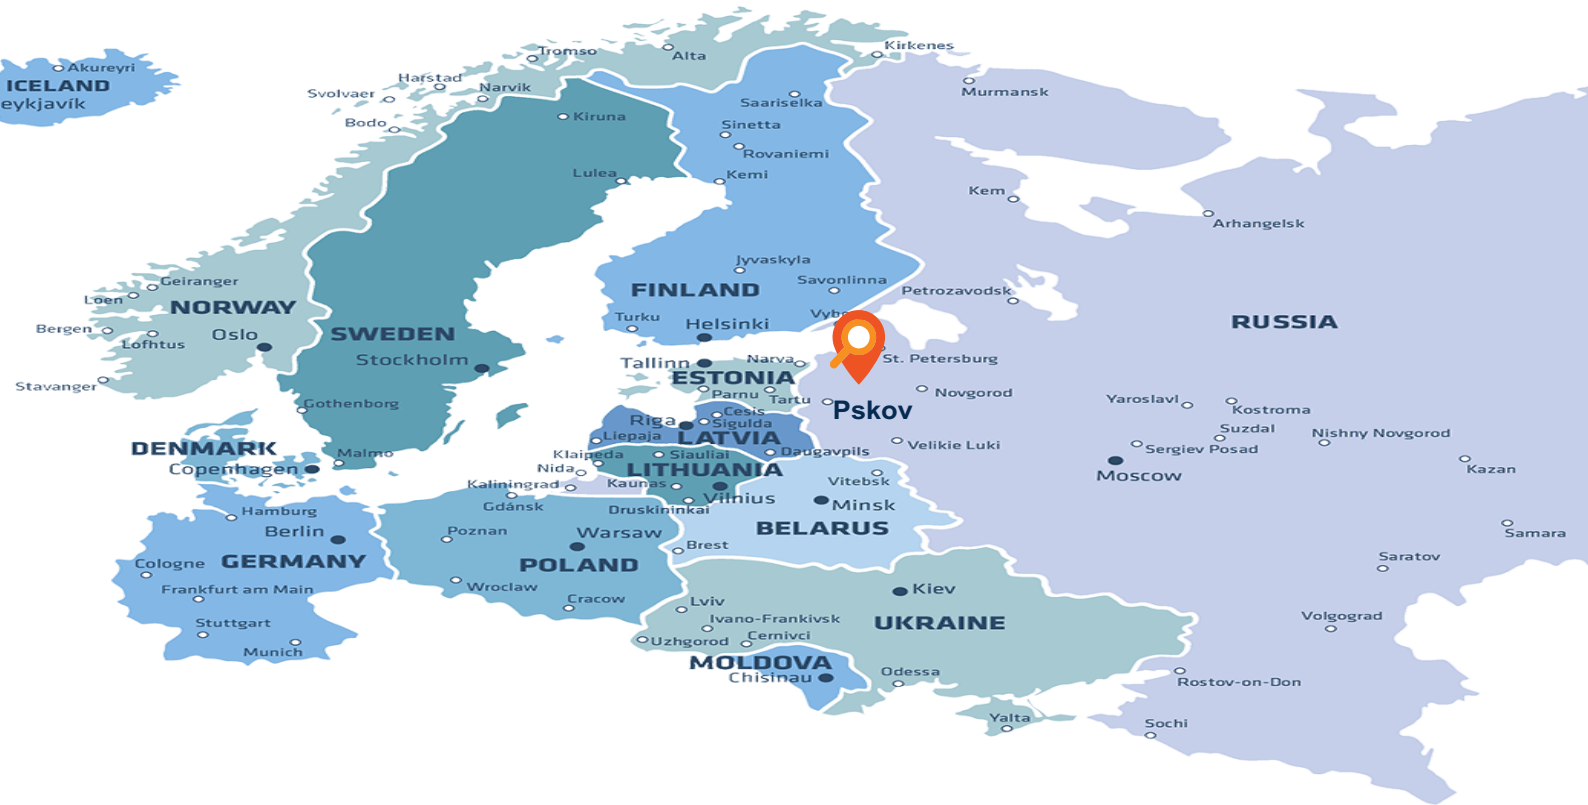 Kirkenes
Tromso
Alta
Akureyri
ICELAND
eykjavík
Harstad
Narvik
Svolvaer
Murmansk
Saariselka
Bodo
Kiruna
Sinetta
Rovaniemi
Lulea
Kemi
Kem
Arhangelsk
Jyvaskyla
Geiranger
Savonlinna
Loen
NORWAY
FINLAND
Petrozavodsk
Turku
Vybo
Helsinki
RUSSIA
Bergen
Oslo
SWEDEN
Lofhtus
Stockholm
Tallinn
Narva
St. Petersburg
Stavanger
ESTONIA
Parnu
Tartu
Novgorod
Yaroslavl
Gothenborg
Pskov
Kostroma
Cesis
Riga
Sigulda
Suzdal
Liepaja
LATVIA
Nishny Novgorod
DENMARK
Malmo
Klaipeda
Siauliai
Daugavpils
Velikie Luki
Sergiev Posad
Copenhagen
Nida
LITHUANIA
Moscow
Kazan
Kaliningrad
Kaunas
Vitebsk
Vilnius
Gdánsk
Druskininkai
Minsk
Hamburg
Berlin
Poznan
Warsaw
BELARUS
Samara
Brest
GERMANY
Cologne
POLAND
Saratov
Frankfurt am Main
Wroclaw
Kiev
Cracow
Lviv
Volgograd
Stuttgart
Ivano-Frankivsk
UKRAINE
Uzhgorod
Cernivci
Munich
MOLDOVA
Chisinau
Odessa
Rostov-on-Don
Yalta
Sochi